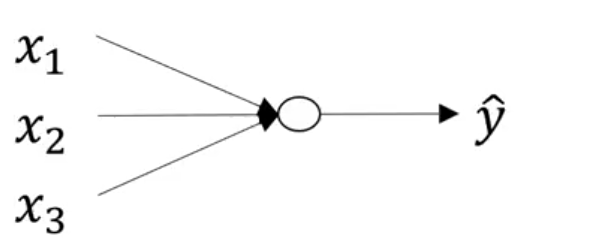 x₁
x₂
x₃
ŷ